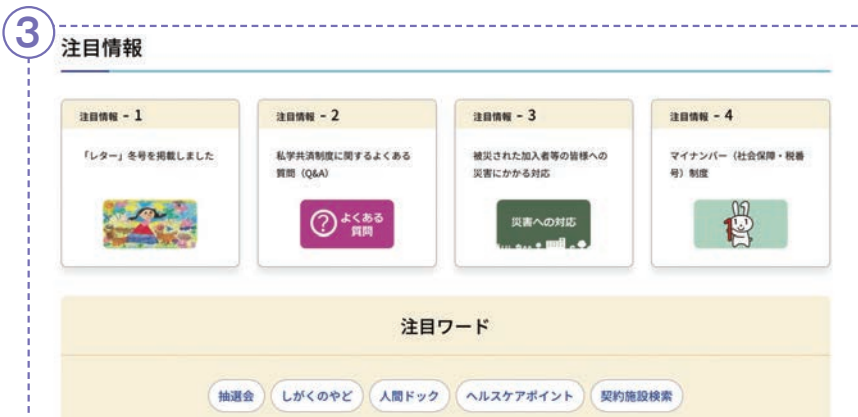 3
注目情報
注目情報 - 1
「レター」冬号を掲載しました
注目情報 - 2
私学共済制度に関するよくある
質問（Q&A）
? よくある
質問
注目情報 - 3
被災された加入者等の皆様への
災害にかかる対応
災害への対応
注目情報 - 4
マイナンバー（社会保障・税番
号）制度
注目ワード
抽選会 しがくのやど 人間ドック ヘルスケアポイント 契約施設検索